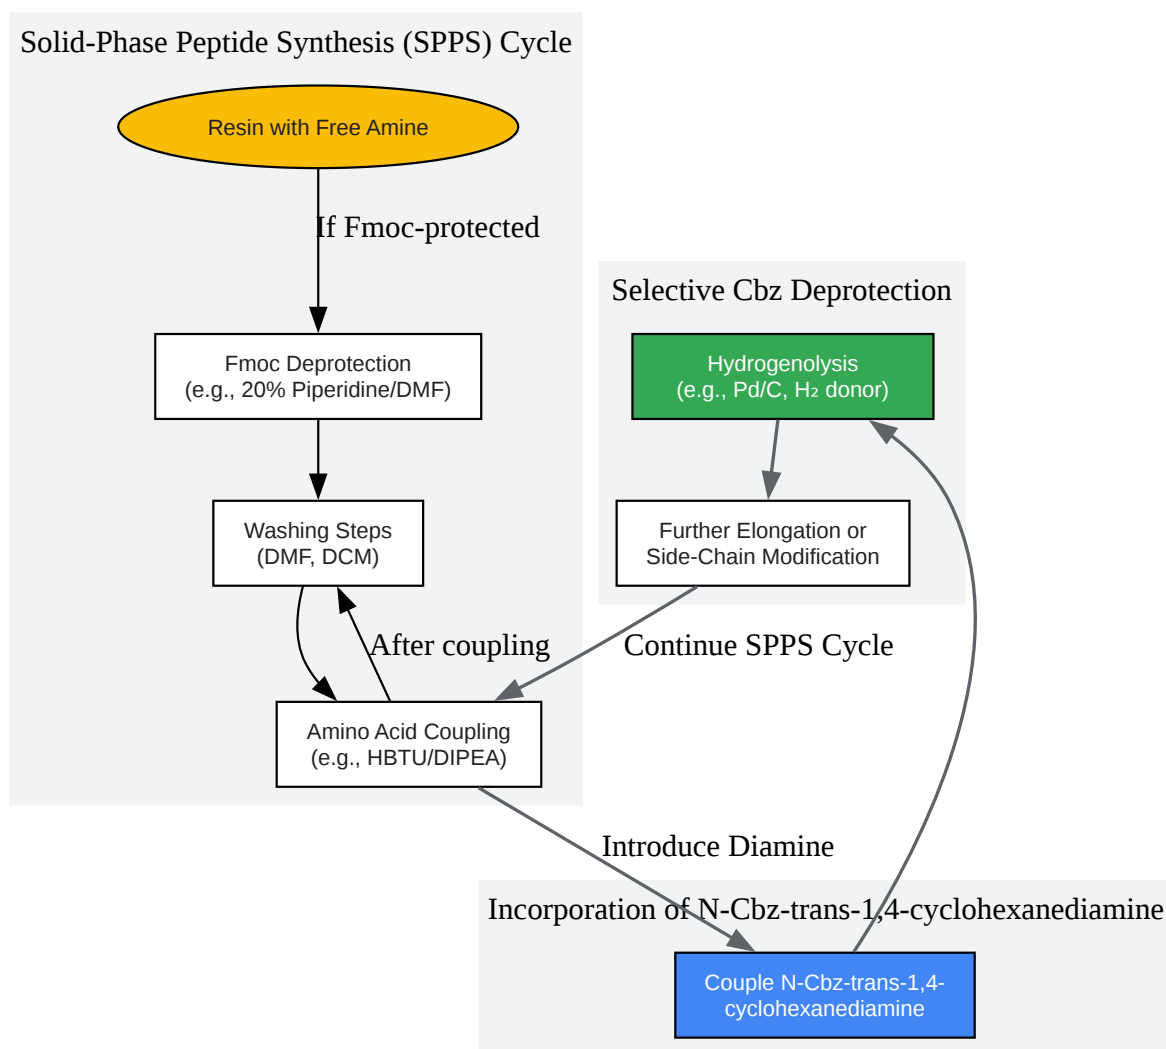 Solid-Phase Peptide Synthesis (SPPS) Cycle
Resin with Free Amine
If Fmoc-protected
Fmoc Deprotection
(e.g., 20% Piperidine/DMF)
Washing Steps
(DMF, DCM)
After coupling
Amino Acid Coupling
(e.g., HBTU/DIPEA)
Selective Cbz Deprotection
Hydrogenolysis
(e.g., Pd/C, H₂ donor)
Further Elongation or
Side-Chain Modification
Continue SPPS Cycle
Introduce Diamine
Incorporation of N-Cbz-trans-1,4-cyclohexanediamine
Couple N-Cbz-trans-1,4-
cyclohexanediamine